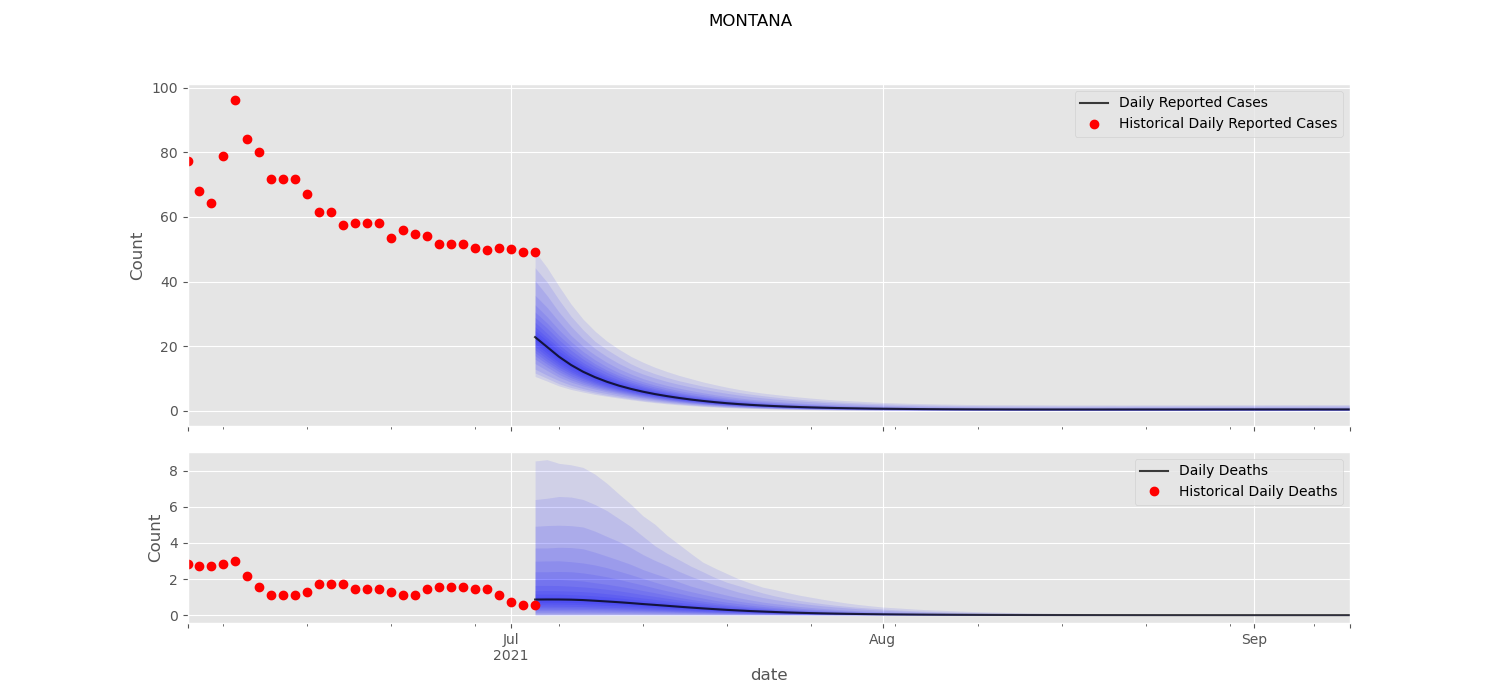 MONTANA
100
80
60
40
20
0
Count
Daily Reported Cases
Historical Daily Reported Cases
8
6
4
2
0
Count
Daily Deaths
Historical Daily Deaths
Jul
2021
Aug
Sep
date